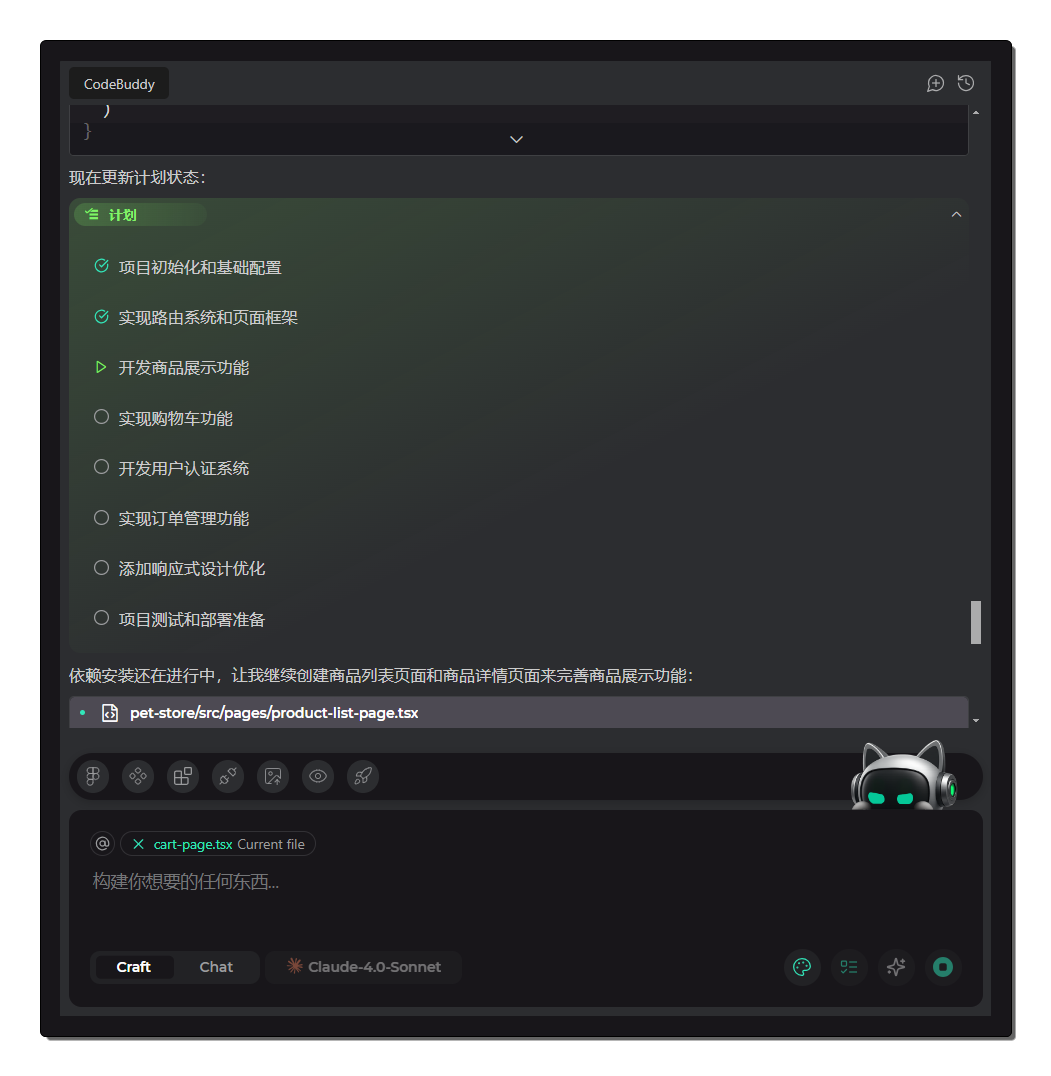 CodeBuddy
)
}
现在更新计划状态：
计划
项目初始化和基础配置
实现路由系统和页面框架
开发商品展示功能
实现购物车功能
开发用户认证系统
实现订单管理功能
添加响应式设计优化
项目测试和部署准备
依赖安装还在进行中，让我继续创建商品列表页面和商品详情页面来完善商品展示功能：
pet-store/src/pages/product-list-page.tsx
@ cart-page.tsx Current file
构建你想要的任何东西...
Craft Chat Claude-4.0-Sonnet